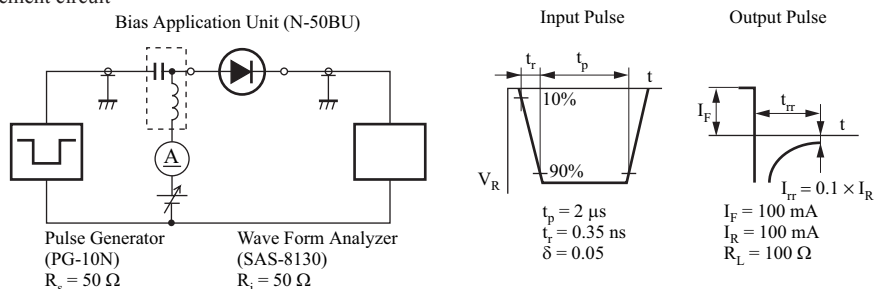 Bias Application Unit (N-50BU)
A
Pulse Generator
(PG-10N)
R_s = 50 Ω
Wave Form Analyzer
(SAS-8130)
R_i = 50 Ω
Input Pulse
t_r
t_p
t
10%
90%
V_R
t_p = 2 μs
t_r = 0.35 ns
δ = 0.05
Output Pulse
I_F
t_rr
t
I_rr = 0.1 × I_R
I_F = 100 mA
I_R = 100 mA
R_L = 100 Ω